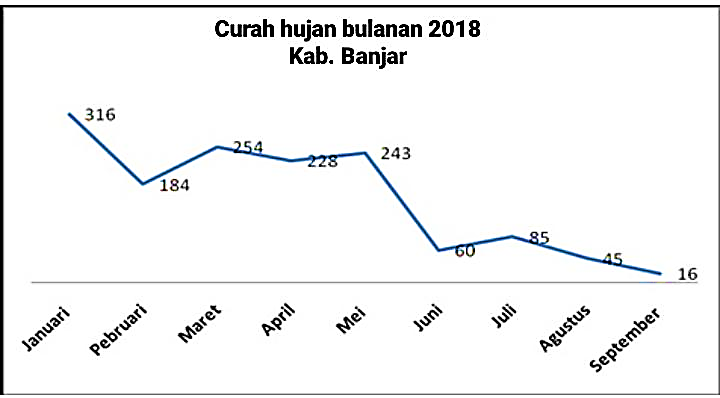 Curah hujan bulanan 2018
Kab. Banjar
316
184
254
228
243
60
85
45
16
Januari
Pebruari
Maret
April
Mei
Juni
Juli
Agustus
September